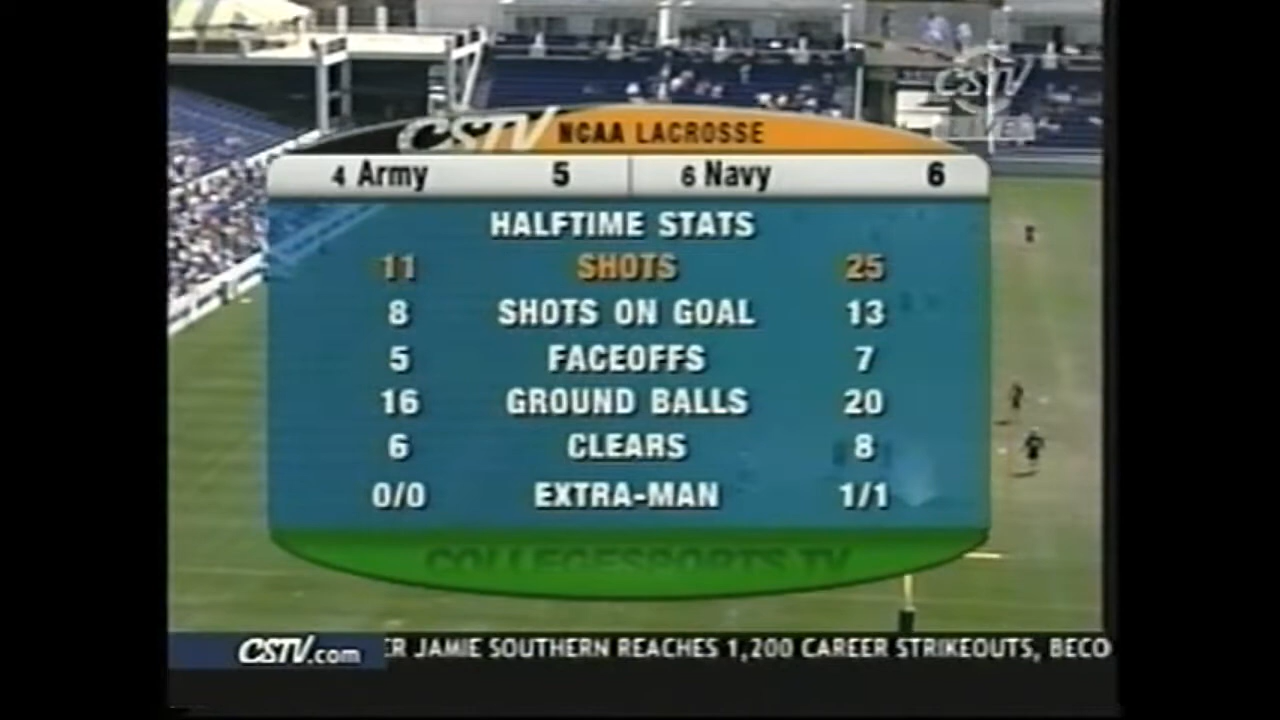 CSTV
CSTV NCAA LACROSSE
4 Army 5 6 Navy 6
HALFTIME STATS
11 SHOTS 25
8 SHOTS ON GOAL 13
5 FACEOFFS 7
16 GROUND BALLS 20
6 CLEARS 8
0/0 EXTRA-MAN 1/1
COLLEGESPORTS TV
CSTV.com ER JAMIE SOUTHERN REACHES 1,200 CAREER STRIKEOUTS, BECO